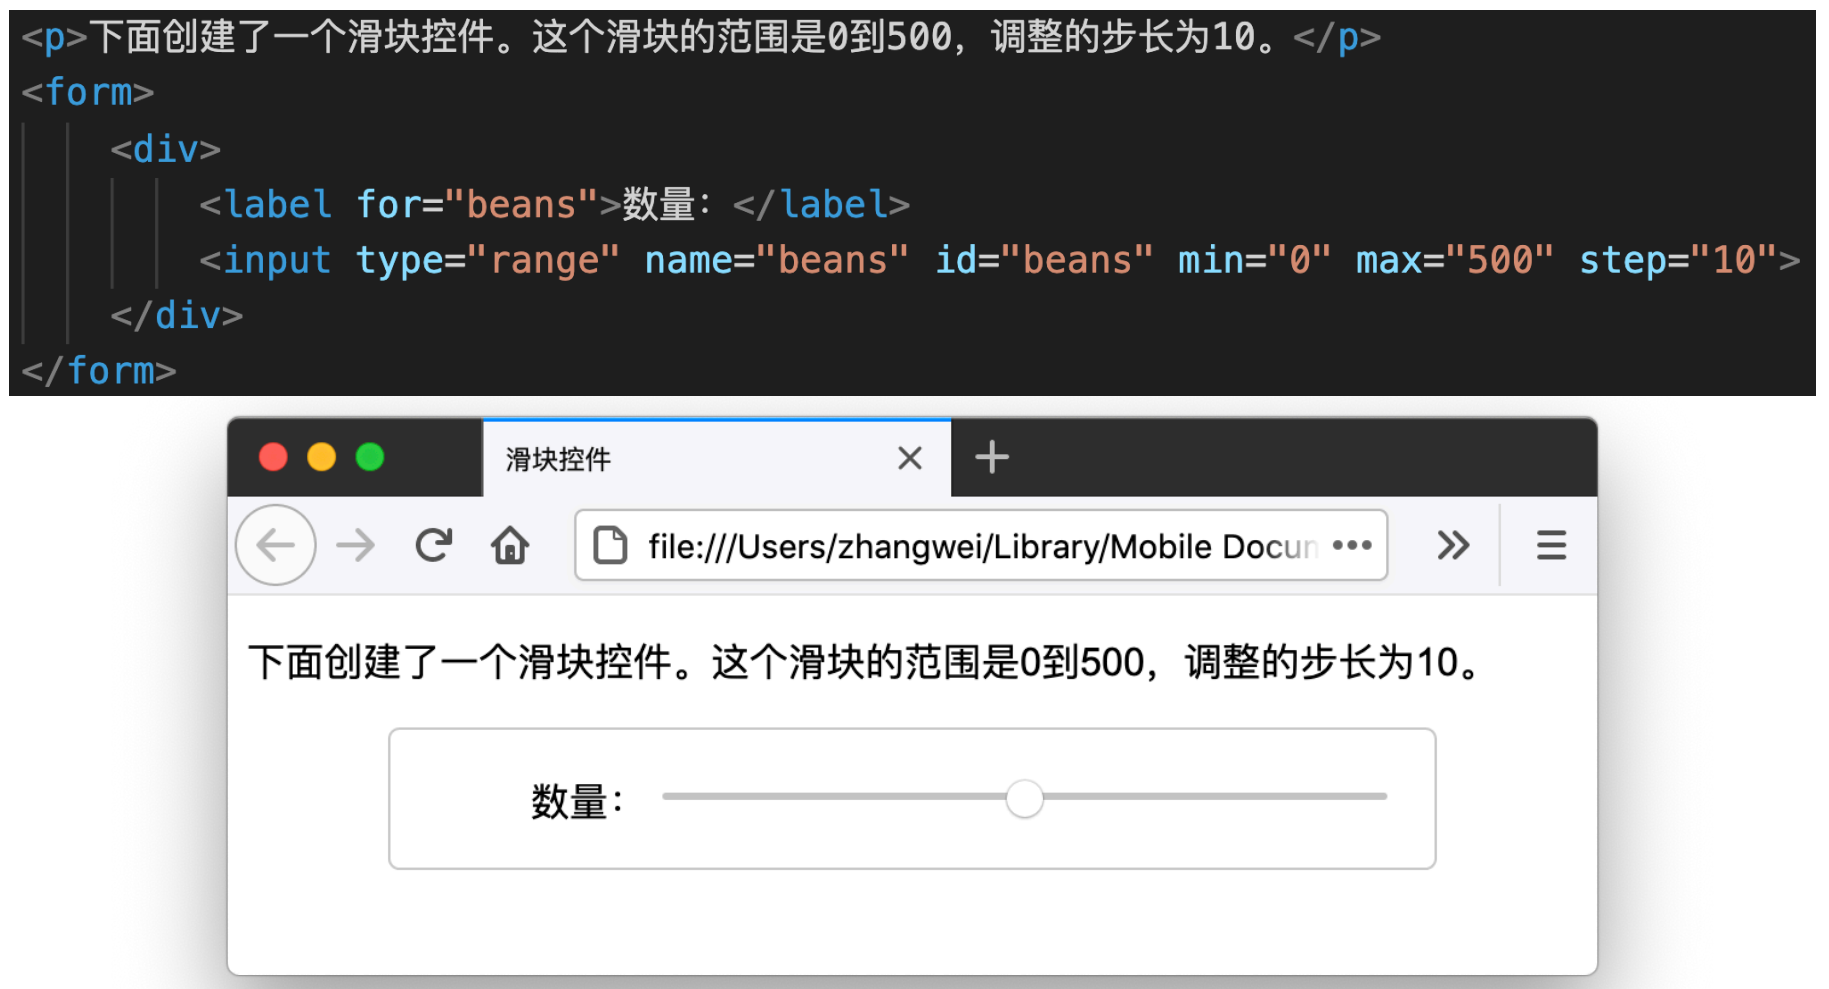 <p>下面创建了一个滑块控件。这个滑块的范围是0到500，调整的步长为10。</p>
<form>
<div>
<label for="beans">数量：</label>
<input type="range" name="beans" id="beans" min="0" max="500" step="10">
</div>
</form>
滑块控件
file:///Users/zhangwei/Library/Mobile Docun
下面创建了一个滑块控件。这个滑块的范围是0到500，调整的步长为10。
数量：